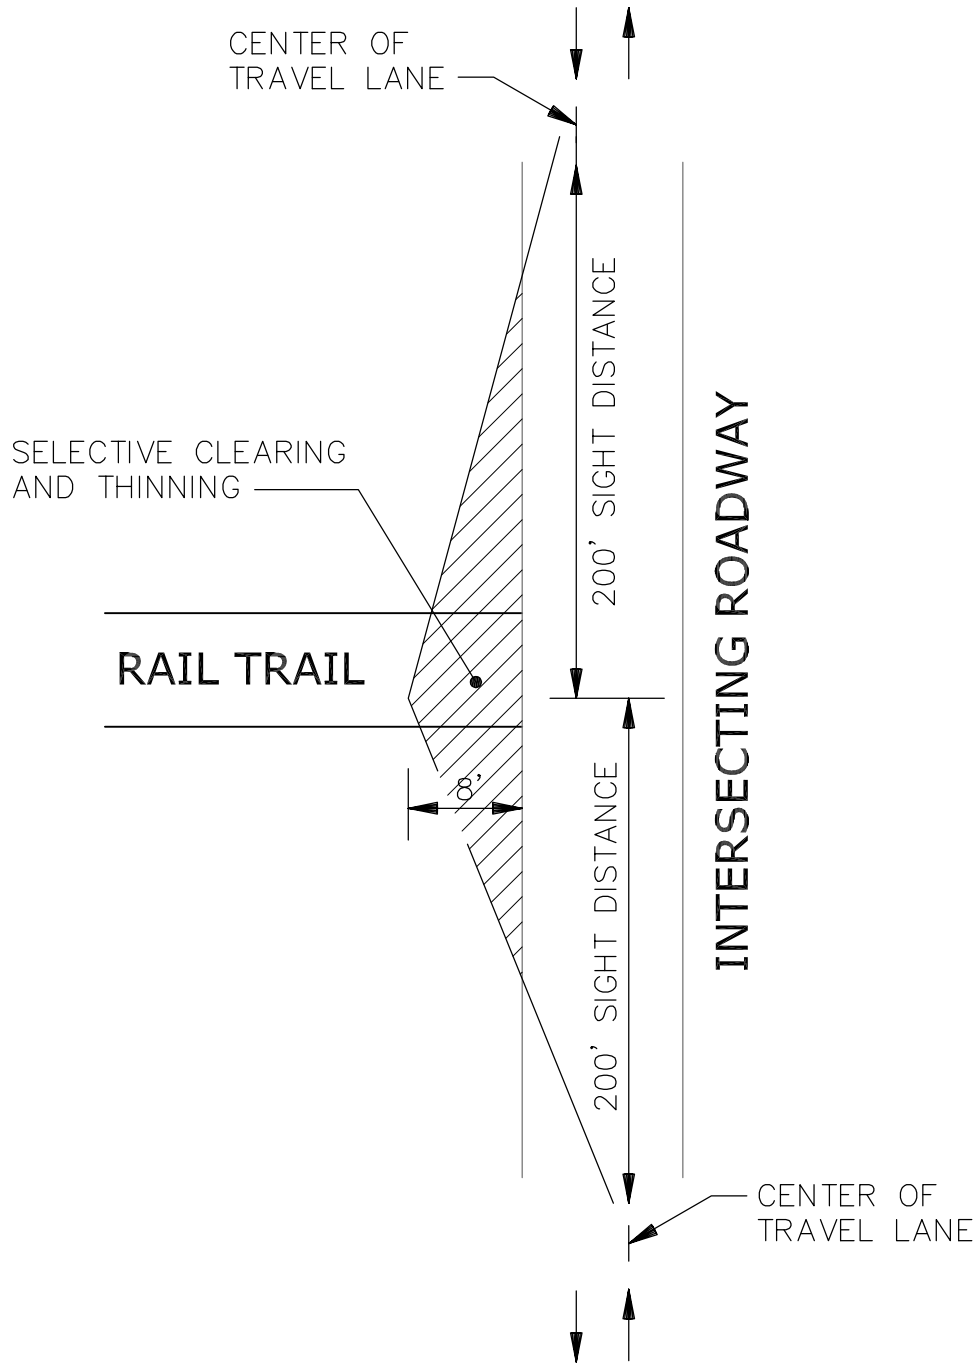 CENTER OF
TRAVEL LANE
200' SIGHT DISTANCE
SELECTIVE CLEARING
AND THINNING
INTERSECTING ROADWAY
RAIL TRAIL
8'
200' SIGHT DISTANCE
CENTER OF
TRAVEL LANE